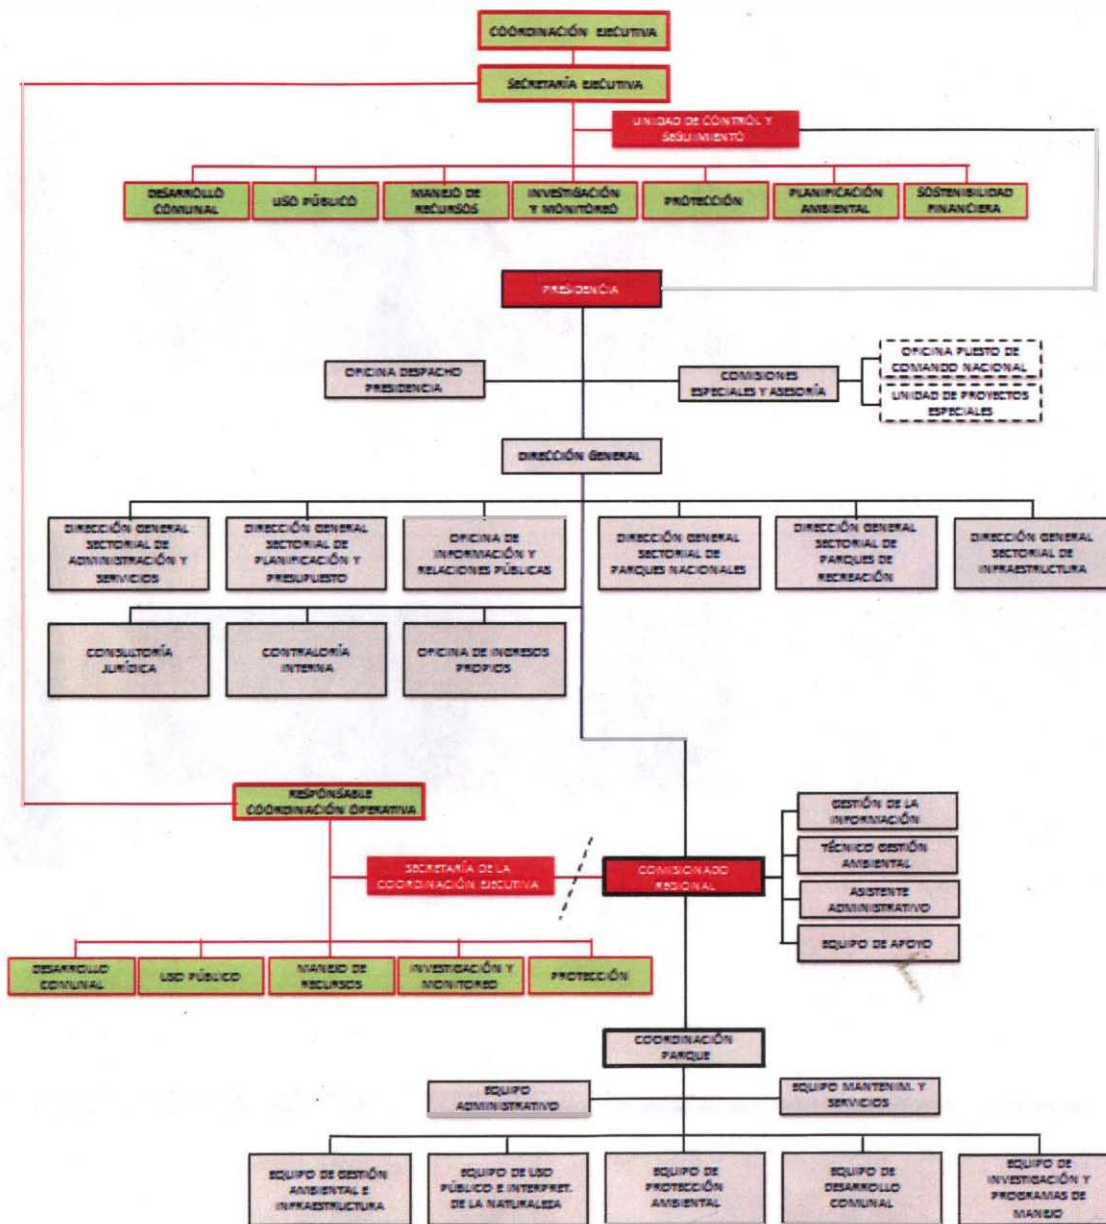 COORDINACIÓN EJECUTIVA
SECRETARÍA EJECUTIVA
UNIDAD DE CONTROL Y
SEGUIMIENTO
DESARROLLO
COMUNAL
USO PÚBLICO
MANEJO DE
RECURSOS
INVESTIGACIÓN
Y MONITOREO
PROTECCIÓN
PLANIFICACIÓN
AMBIENTAL
SOSTENIBILIDAD
FINANCIERA
PRESIDENCIA
OFICINA DESPACHO
PRESIDENCIA
COMISIONES
ESPECIALES Y ASESORÍA
OFICINA PUESTO DE
COMANDO NACIONAL
UNIDAD DE PROYECTOS
ESPECIALES
DIRECCIÓN GENERAL
DIRECCIÓN GENERAL
SECTORIAL DE
ADMINISTRACIÓN Y
SERVICIOS
DIRECCIÓN GENERAL
SECTORIAL DE
PLANIFICACIÓN Y
PRESUPUESTO
OFICINA DE
INFORMACIÓN Y
RELACIONES PÚBLICAS
DIRECCIÓN GENERAL
SECTORIAL DE
PARQUES NACIONALES
DIRECCIÓN GENERAL
SECTORIAL DE
PARQUES DE
RECREACIÓN
DIRECCIÓN GENERAL
SECTORIAL DE
INFRAESTRUCTURA
CONSULTORÍA
JURÍDICA
CONTRALORÍA
INTERNA
OFICINA DE INGRESOS
PROPIOS
RESPONSABLE
COORDINACIÓN OPERATIVA
SECRETARÍA DE LA
COORDINACIÓN EJECUTIVA
COMISIONADO
REGIONAL
GESTIÓN DE LA
INFORMACIÓN
TÉCNICO GESTIÓN
AMBIENTAL
ASISTENTE
ADMINISTRATIVO
EQUIPO DE APOYO
DESARROLLO
COMUNAL
USO PÚBLICO
MANEJO DE
RECURSOS
INVESTIGACIÓN Y
MONITOREO
PROTECCIÓN
COORDINACIÓN
PARQUE
EQUIPO
ADMINISTRATIVO
EQUIPO MANTENIM. Y
SERVICIOS
EQUIPO DE GESTIÓN
AMBIENTAL E
INFRAESTRUCTURA
EQUIPO DE USO
PÚBLICO E INTERPRET.
DE LA NATURALEZA
EQUIPO DE
PROTECCIÓN
AMBIENTAL
EQUIPO DE
DESARROLLO
COMUNAL
EQUIPO DE
INVESTIGACIÓN Y
PROGRAMAS DE
MANEJO